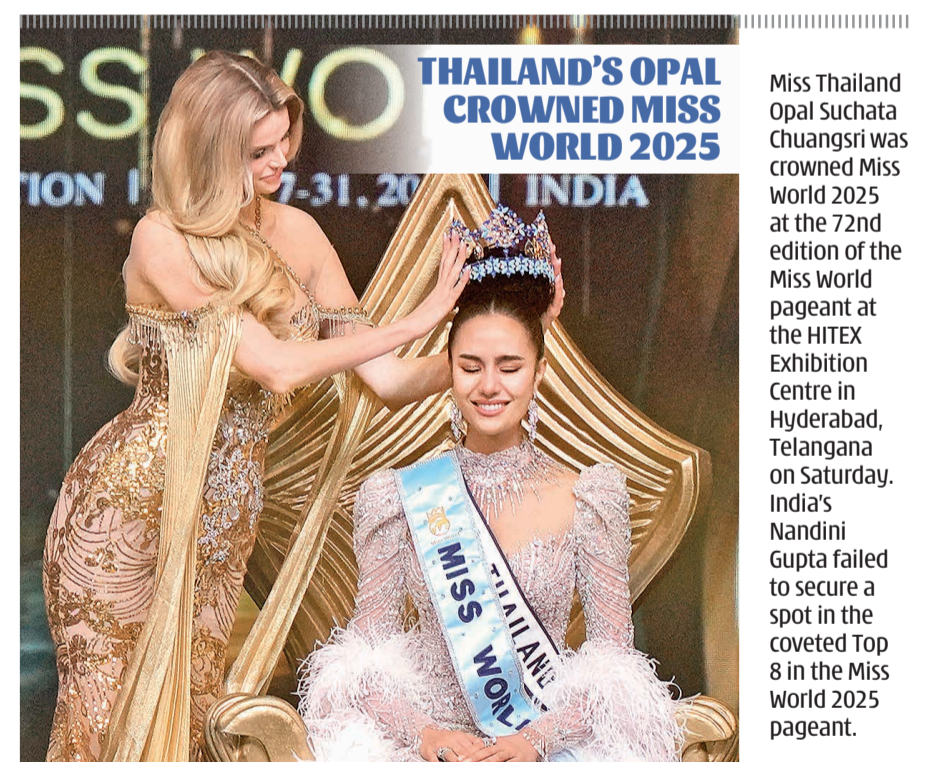 SS WO
THAILAND'S OPAL
CROWNED MISS
WORLD 2025
TION | 7-31, 20 | INDIA
MISS WORL
THAILAND
Miss Thailand
Opal Suchata
Chuangsri was
crowned Miss
World 2025
at the 72nd
edition of the
Miss World
pageant at
the HITEX
Exhibition
Centre in
Hyderabad,
Telangana
on Saturday.
India's
Nandini
Gupta failed
to secure a
spot in the
coveted Top
8 in the Miss
World 2025
pageant.